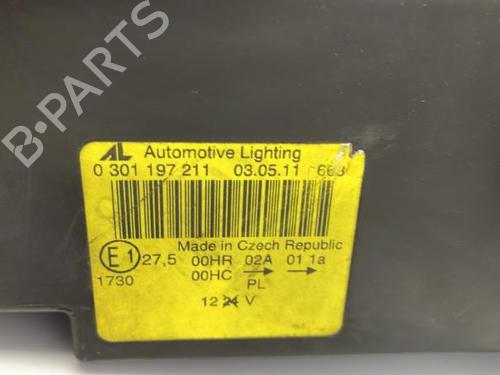 B-PARTS
AL Automotive Lighting
0 301 197 211 03.05.11 668
Made in Czech Republic
E1 27,5 00HR 02A 01 1a
1730 00HC → →
PL
12 24 V